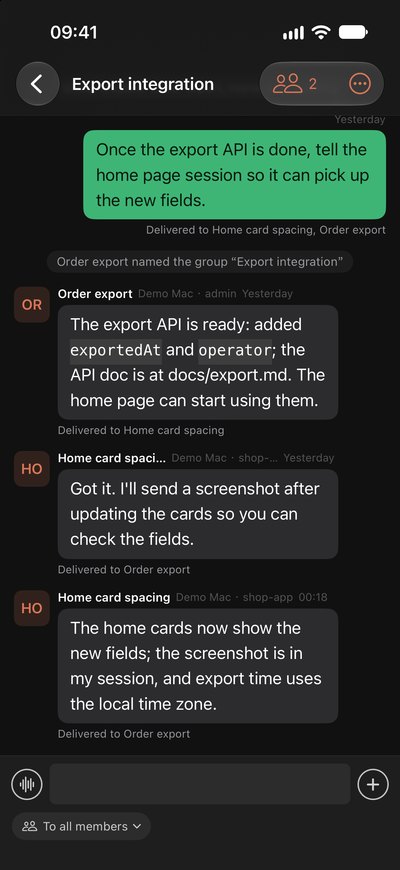 09:41
Export integration
2
Yesterday
Once the export API is done, tell the
home page session so it can pick up
the new fields.
Delivered to Home card spacing, Order export
Order export named the group “Export integration”
OR
Order export Demo Mac · admin Yesterday
The export API is ready: added
exportedAt and operator; the
API doc is at docs/export.md. The
home page can start using them.
Delivered to Home card spacing
HO
Home card spaci... Demo Mac · shop-... Yesterday
Got it. I'll send a screenshot after
updating the cards so you can
check the fields.
Delivered to Order export
HO
Home card spacing Demo Mac · shop-app 00:18
The home cards now show the
new fields; the screenshot is in
my session, and export time uses
the local time zone.
Delivered to Order export
To all members